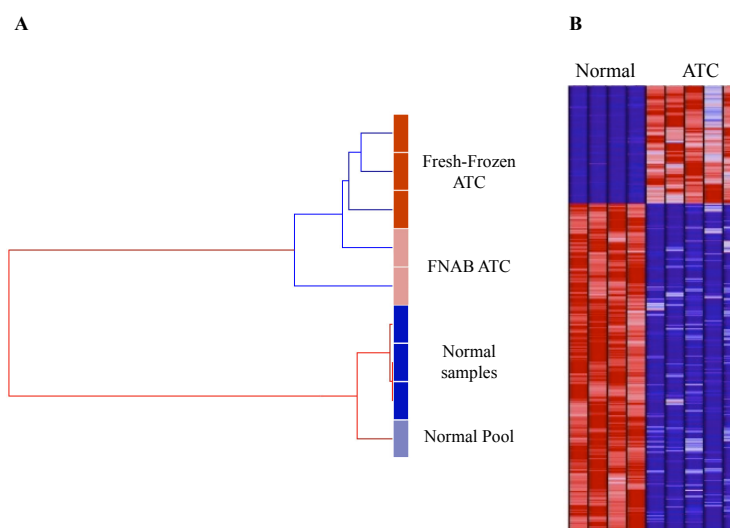 A
B
Normal ATC
Fresh-Frozen
ATC
FNAB ATC
Normal
samples
Normal Pool